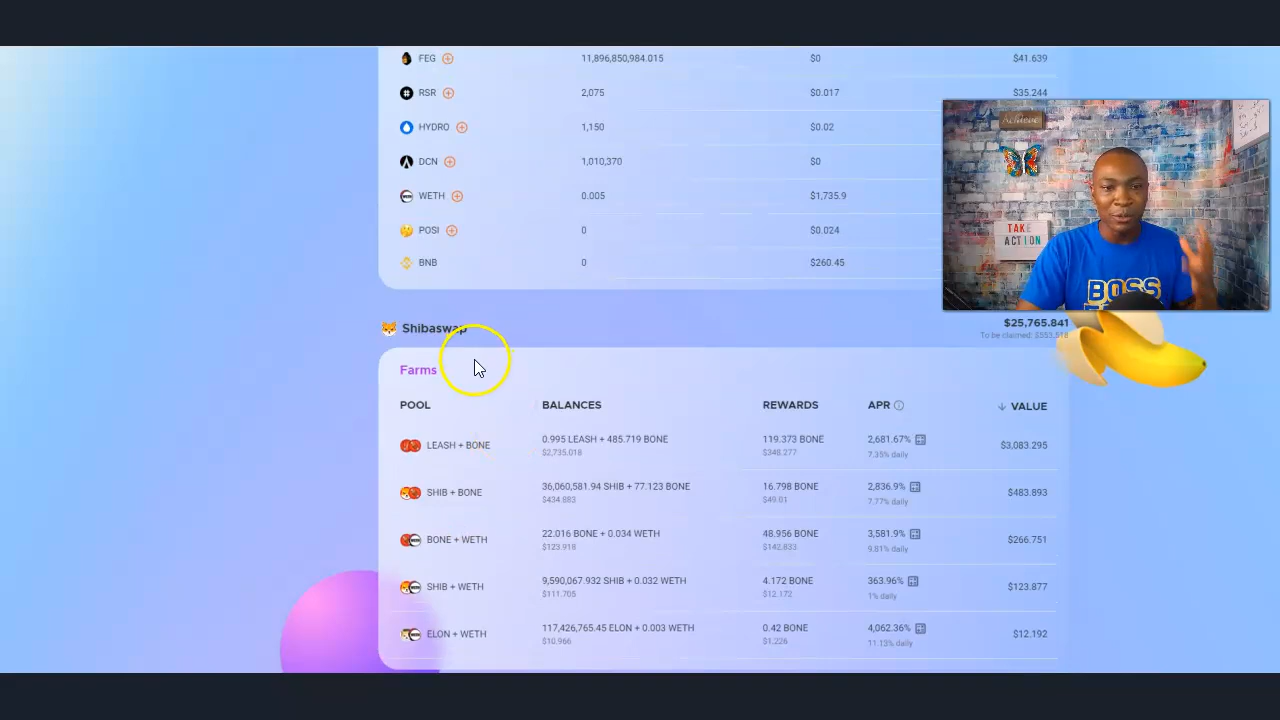 FEG 11,896,850,984.015 $0 $41.639
RSR 2,075 $0.017 $35.244
HYDRO 1,150 $0.02
DCN 1,010,370 $0
WETH 0.005 $1,735.9
POSI 0 $0.024
BNB 0 $260.45
Achieve
TAKE
ACTION
BOSS
Shibaswap $25,765.841
To be claimed: $553.518
Farms
POOL BALANCES REWARDS APR VALUE
LEASH + BONE 0.995 LEASH + 485.719 BONE 119.373 BONE 2,681.67% $3,083.295
$2,735.018 $348.277 7.35% daily
SHIB + BONE 36,060,581.94 SHIB + 77.123 BONE 16.798 BONE 2,836.9% $483.893
$434.883 $49.01 7.77% daily
BONE + WETH 22.016 BONE + 0.034 WETH 48.956 BONE 3,581.9% $266.751
$123.918 $142.833 9.81% daily
SHIB + WETH 9,590,067.932 SHIB + 0.032 WETH 4.172 BONE 363.96% $123.877
$111.705 $12.172 1% daily
ELON + WETH 117,426,765.45 ELON + 0.003 WETH 0.42 BONE 4,062.36% $12.192
$10.966 $1.226 11.13% daily